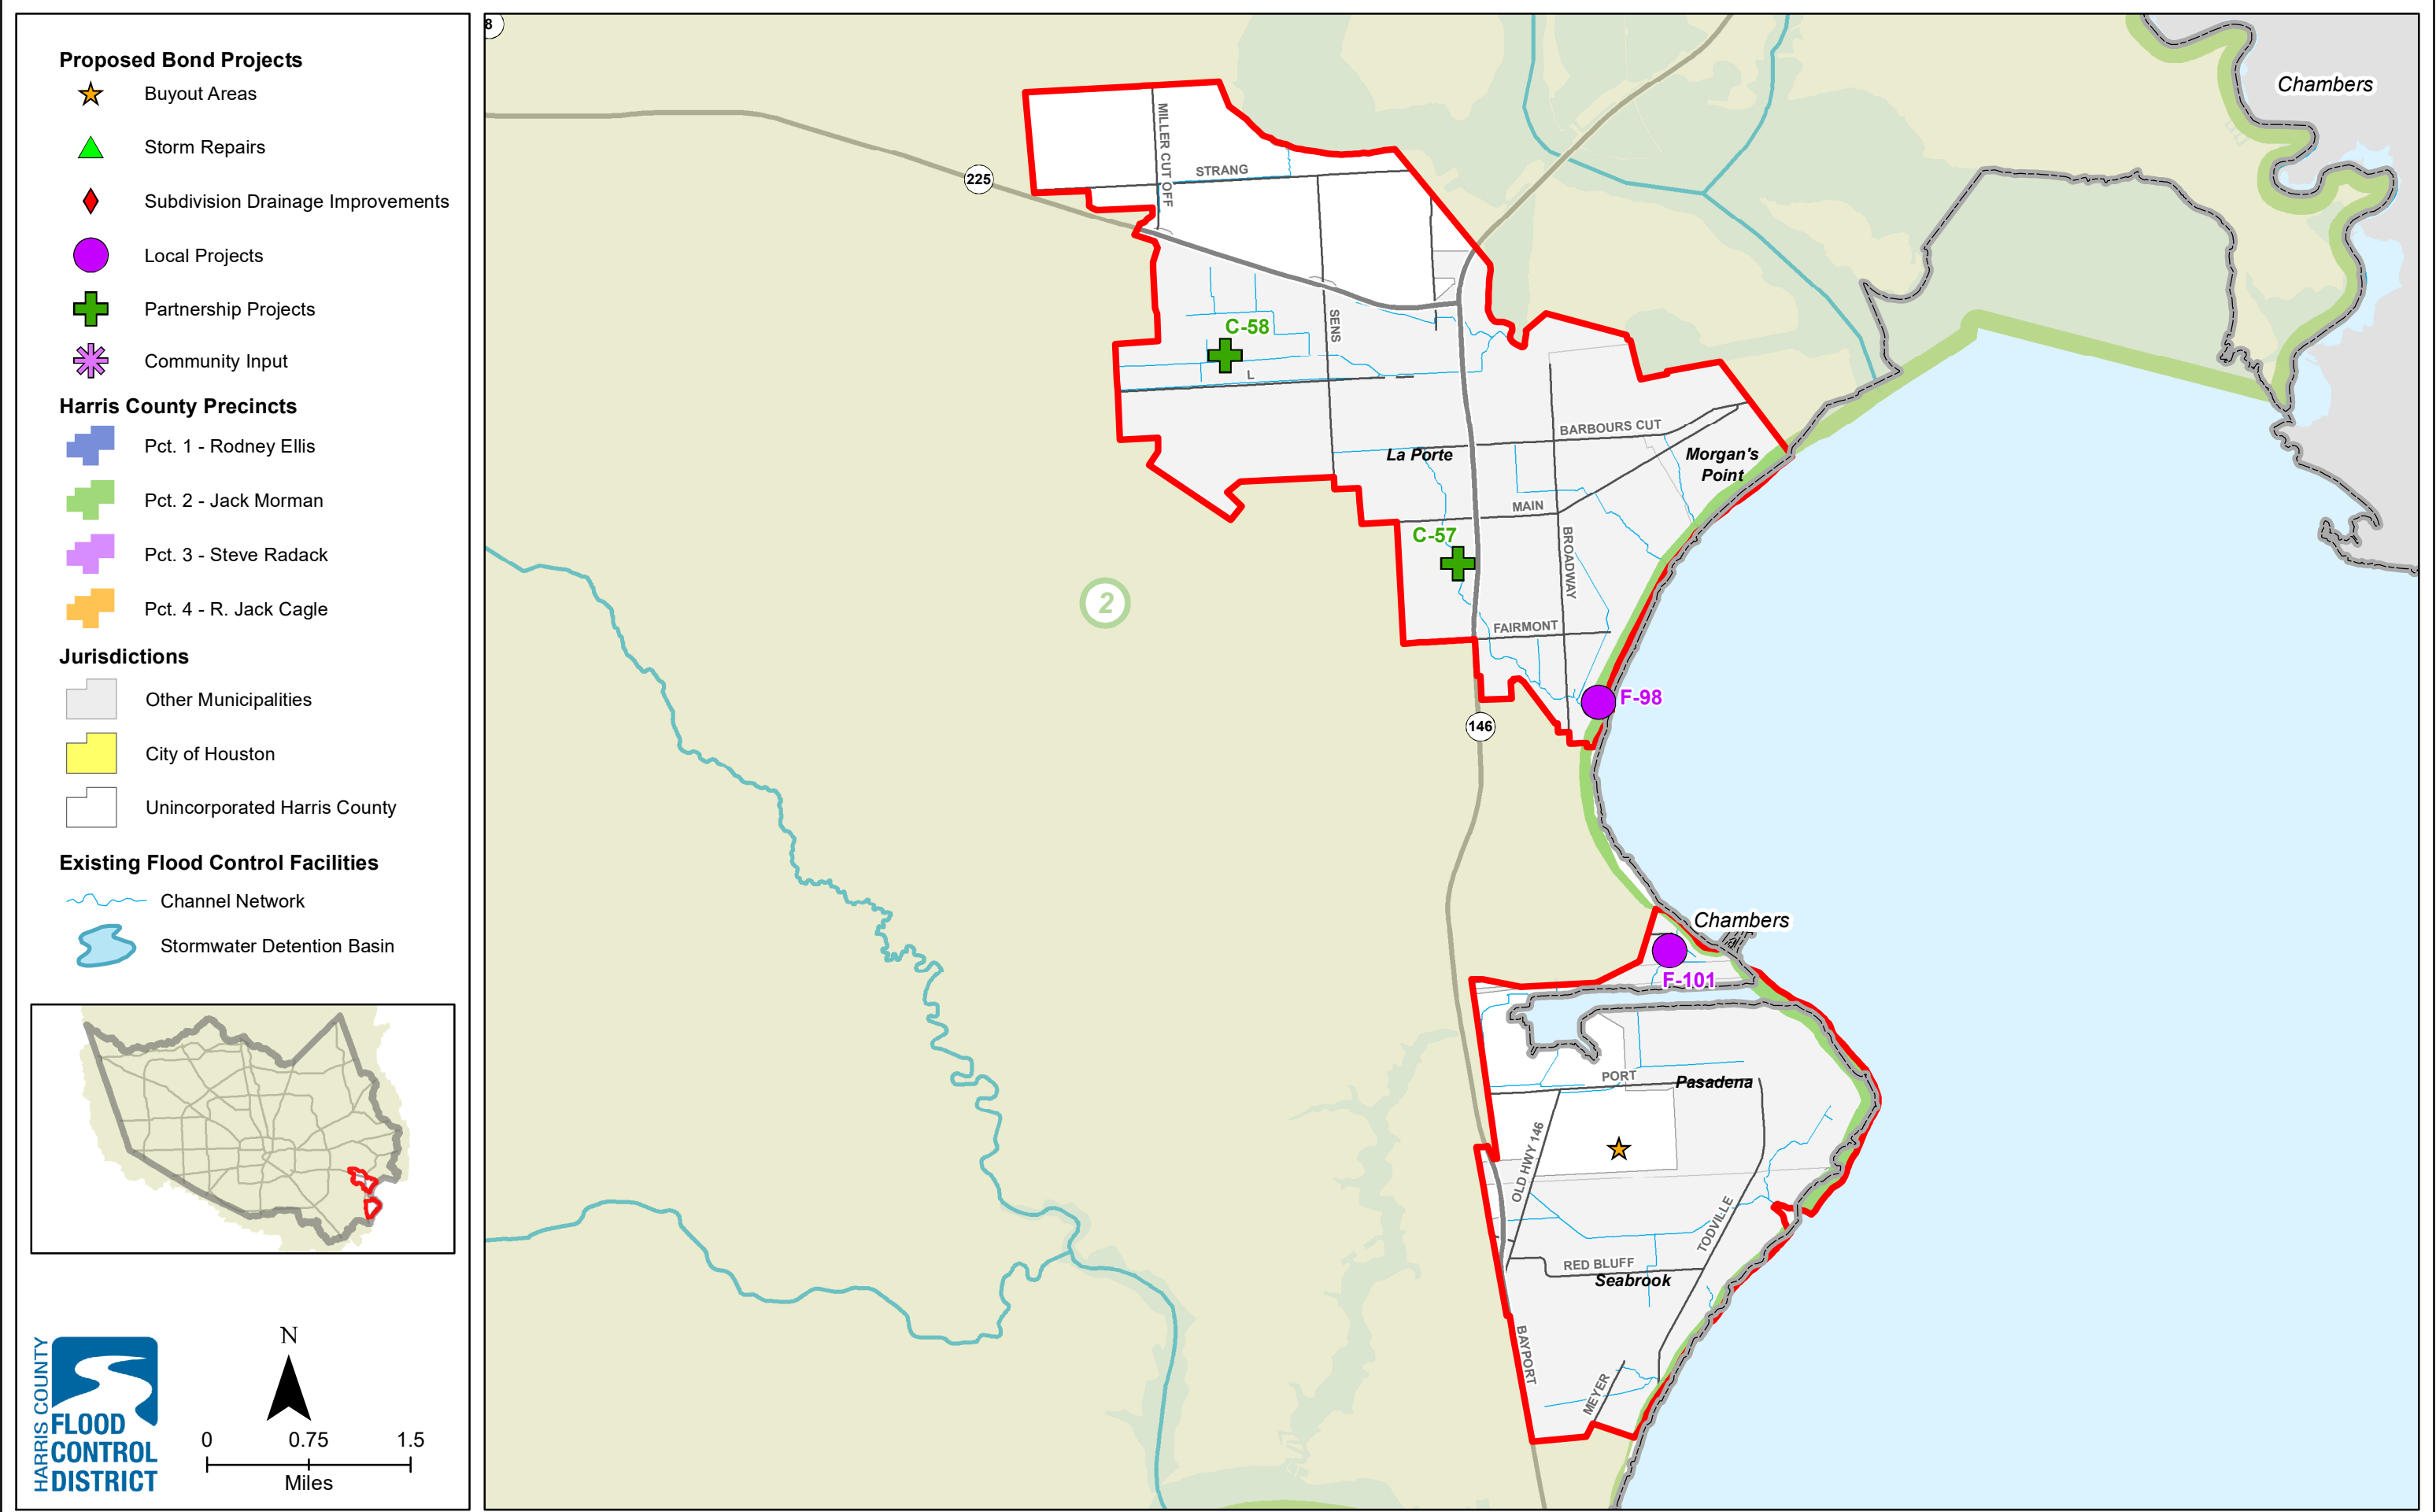 Proposed Bond Projects
Buyout Areas
Storm Repairs
Subdivision Drainage Improvements
Local Projects
Partnership Projects
Community Input
Harris County Precincts
Pct. 1 - Rodney Ellis
Pct. 2 - Jack Morman
Pct. 3 - Steve Radack
Pct. 4 - R. Jack Cagle
Jurisdictions
Other Municipalities
City of Houston
Unincorporated Harris County
Existing Flood Control Facilities
Channel Network
Stormwater Detention Basin
HARRIS COUNTY
FLOOD
CONTROL
DISTRICT
N
0 0.75 1.5
Miles
8
Chambers
MILLER CUT OFF
STRANG
225
SENS
C-58
L
BARBOURS CUT
La Porte
Morgan's
Point
MAIN
C-57
BROADWAY
2
FAIRMONT
F-98
146
Chambers
F-101
PORT
Pasadena
OLD HWY 146
TODVILLE
RED BLUFF
Seabrook
BAYPORT
MEYER